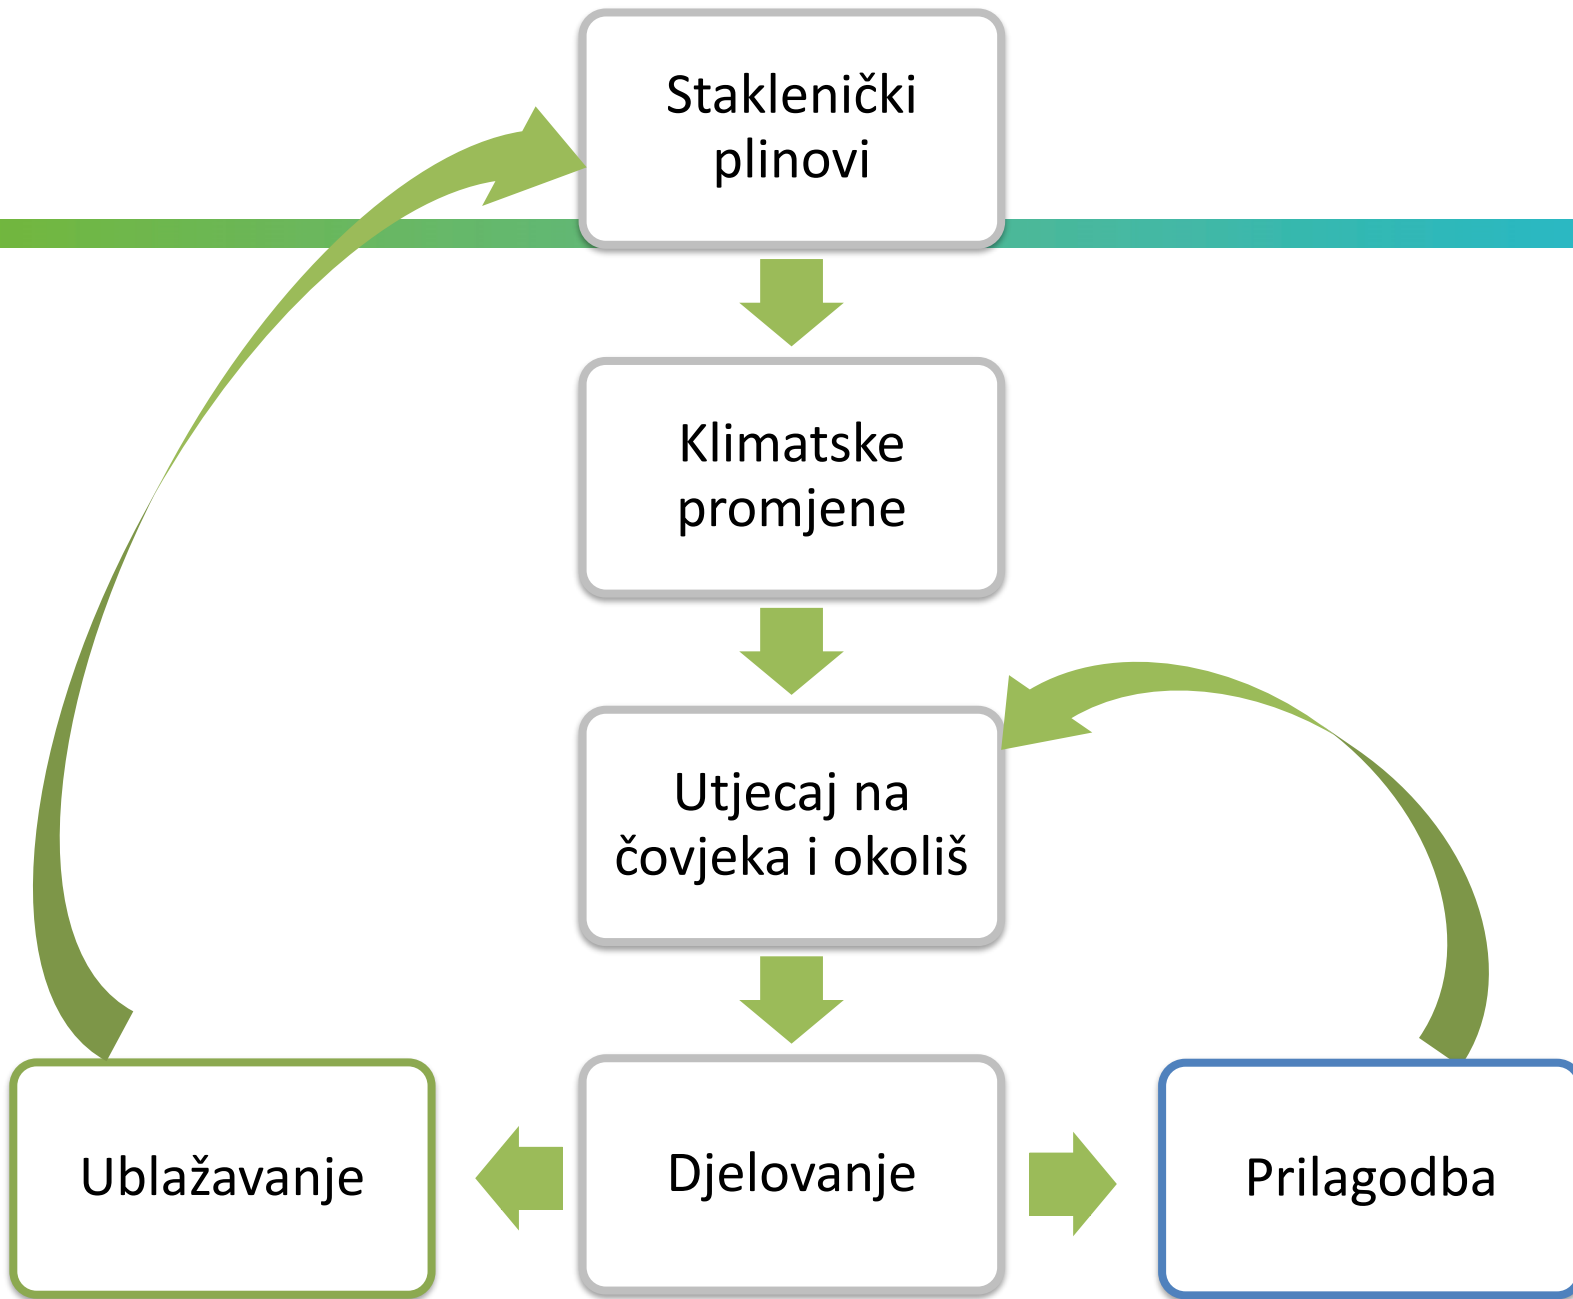 Staklenički
plinovi
Klimatske
promjene
Utjecaj na
čovjeka i okoliš
Ublažavanje
Djelovanje
Prilagodba